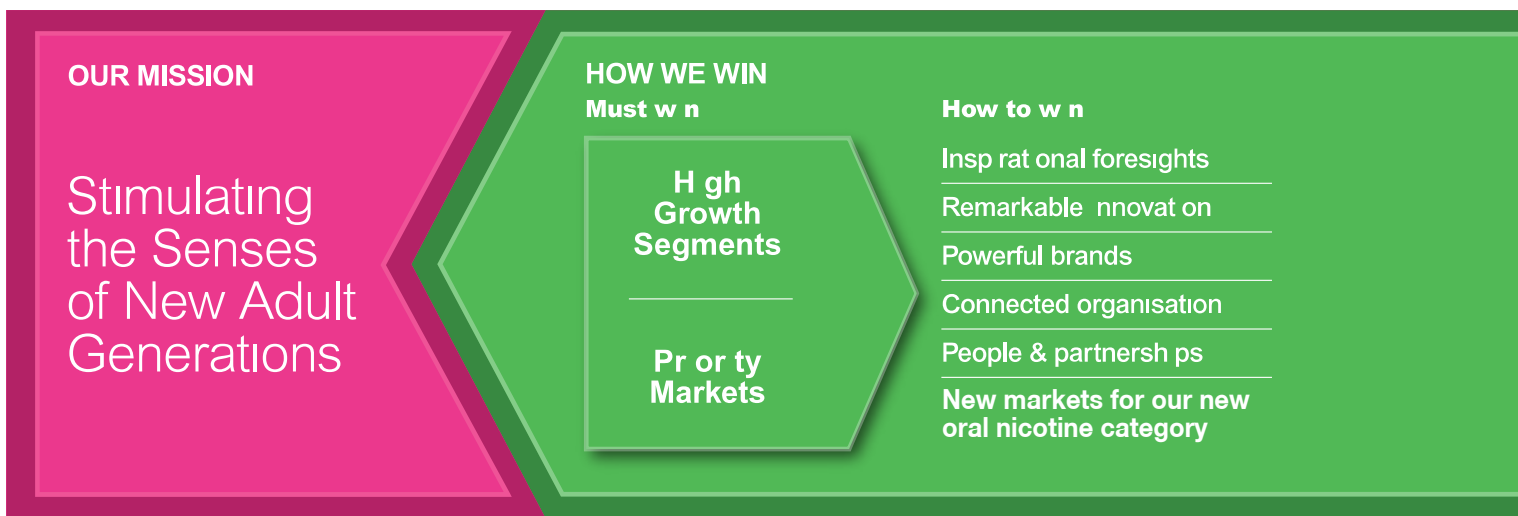 OUR MISSION
Stımulatıng
the Senses
of New Adult
Generatıons
HOW WE WIN
Must w n
H gh
Growth
Segments
Pr or ty
Markets
How to w n
Insp rat onal foresıghts
Remarkable nnovat on
Powerful brands
Connected organısatıon
People & partnersh ps
New markets for our new
oral nicotine category